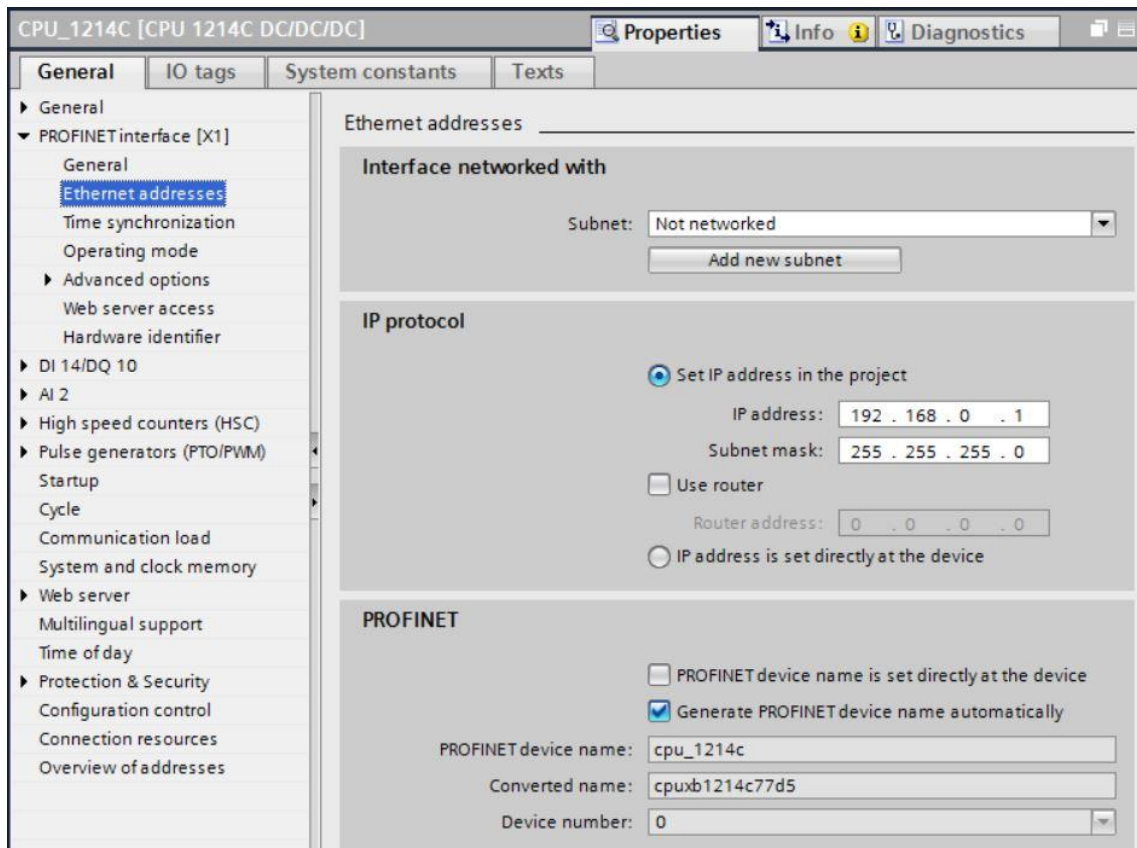 CPU_1214C [CPU 1214C DC/DC/DC]
Properties
Info
Diagnostics
General
IO tags
System constants
Texts
General
PROFINET interface [X1]
General
Ethernet addresses
Time synchronization
Operating mode
Advanced options
Web server access
Hardware identifier
DI 14/DQ 10
AI 2
High speed counters (HSC)
Pulse generators (PTO/PWM)
Startup
Cycle
Communication load
System and clock memory
Web server
Multilingual support
Time of day
Protection & Security
Configuration control
Connection resources
Overview of addresses
Ethernet addresses
Interface networked with
Subnet: Not networked
Add new subnet
IP protocol
Set IP address in the project
IP address: 192 . 168 . 0 . 1
Subnet mask: 255 . 255 . 255 . 0
Use router
Router address: 0 . 0 . 0 . 0
IP address is set directly at the device
PROFINET
PROFINET device name is set directly at the device
Generate PROFINET device name automatically
PROFINET device name: cpu_1214c
Converted name: cpuxb1214c77d5
Device number: 0